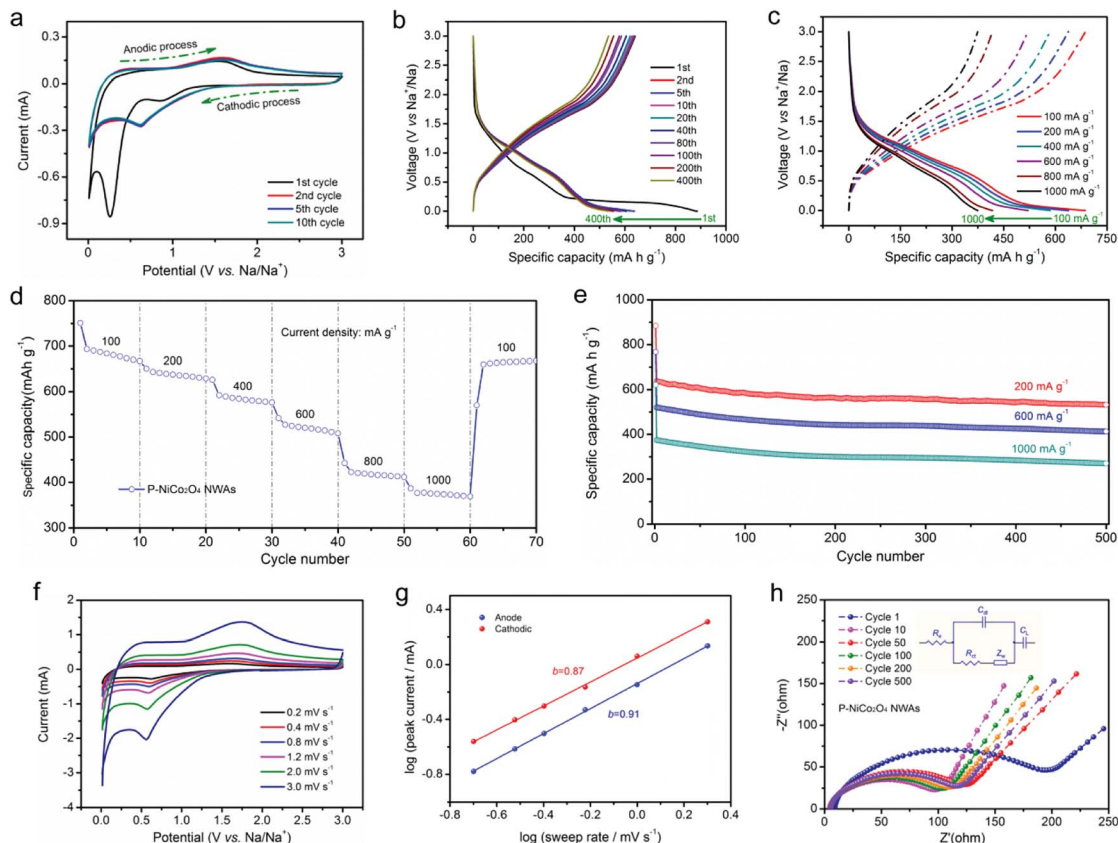 a
Anodic process
Cathodic process
1st cycle
2nd cycle
5th cycle
10th cycle
0.3
0.0
-0.3
-0.6
-0.9
0 1 2 3
Current (mA)
Potential (V vs. Na/Na⁺)
b
1st
2nd
5th
10th
20th
40th
80th
100th
200th
400th
400th 1st
3.0
2.5
2.0
1.5
1.0
0.5
0.0
0 200 400 600 800 1000
Voltage (V vs Na⁺/Na)
Specific capacity (mA h g⁻¹)
c
100 mA g⁻¹
200 mA g⁻¹
400 mA g⁻¹
600 mA g⁻¹
800 mA g⁻¹
1000 mA g⁻¹
1000 100 mA g⁻¹
3.0
2.5
2.0
1.5
1.0
0.5
0.0
0 150 300 450 600 750
Voltage (V vs Na⁺/Na)
Specific capacity (mA h g⁻¹)
d
Current density: mA g⁻¹
100 200 400 600 800 1000 100
P-NiCo₂O₄ NWAs
800
700
600
500
400
300
0 10 20 30 40 50 60 70
Specific capacity(mAh g⁻¹)
Cycle number
e
200 mA g⁻¹
600 mA g⁻¹
1000 mA g⁻¹
1000
800
600
400
200
0
0 100 200 300 400 500
Specific capacity (mA h g⁻¹)
Cycle number
f
0.2 mV s⁻¹
0.4 mV s⁻¹
0.8 mV s⁻¹
1.2 mV s⁻¹
2.0 mV s⁻¹
3.0 mV s⁻¹
2
1
0
-1
-2
-3
-4
0.0 0.5 1.0 1.5 2.0 2.5 3.0
Current (mA)
Potential (V vs. Na/Na⁺)
g
Anode
Cathodic
b=0.87
b=0.91
0.4
0.0
-0.4
-0.8
-0.8 -0.6 -0.4 -0.2 0.0 0.2 0.4
log (peak current / mA)
log (sweep rate / mV s⁻¹)
h
Cycle 1
Cycle 10
Cycle 50
Cycle 100
Cycle 200
Cycle 500
P-NiCo₂O₄ NWAs
250
200
150
100
50
0
0 50 100 150 200 250
-Z''(ohm)
Z'(ohm)